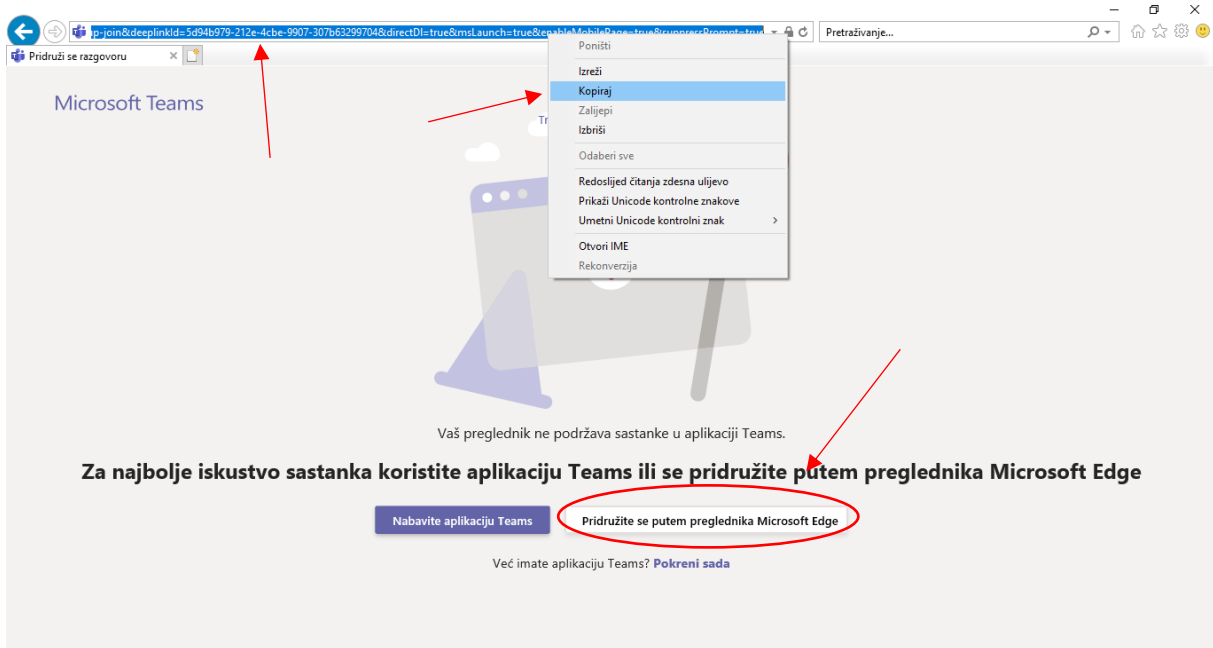 p-join&deeplinkId=5d94b979-212e-4cbe-9907-307b63299704&directDl=true&msLaunch=true&enableMobilePage=true&suppressPrompt=true
Pretraživanje...
Pridruži se razgovoru
Poništi
Izreži
Kopiraj
Zalijepi
Izbriši
Odaberi sve
Redoslijed čitanja zdesna ulijevo
Prikaži Unicode kontrolne znakove
Umetni Unicode kontrolni znak
Otvori IME
Rekonverzija
Microsoft Teams
Vaš preglednik ne podržava sastanke u aplikaciji Teams.
Za najbolje iskustvo sastanka koristite aplikaciju Teams ili se pridružite putem preglednika Microsoft Edge
Nabavite aplikaciju Teams
Pridružite se putem preglednika Microsoft Edge
Već imate aplikaciju Teams? Pokreni sada